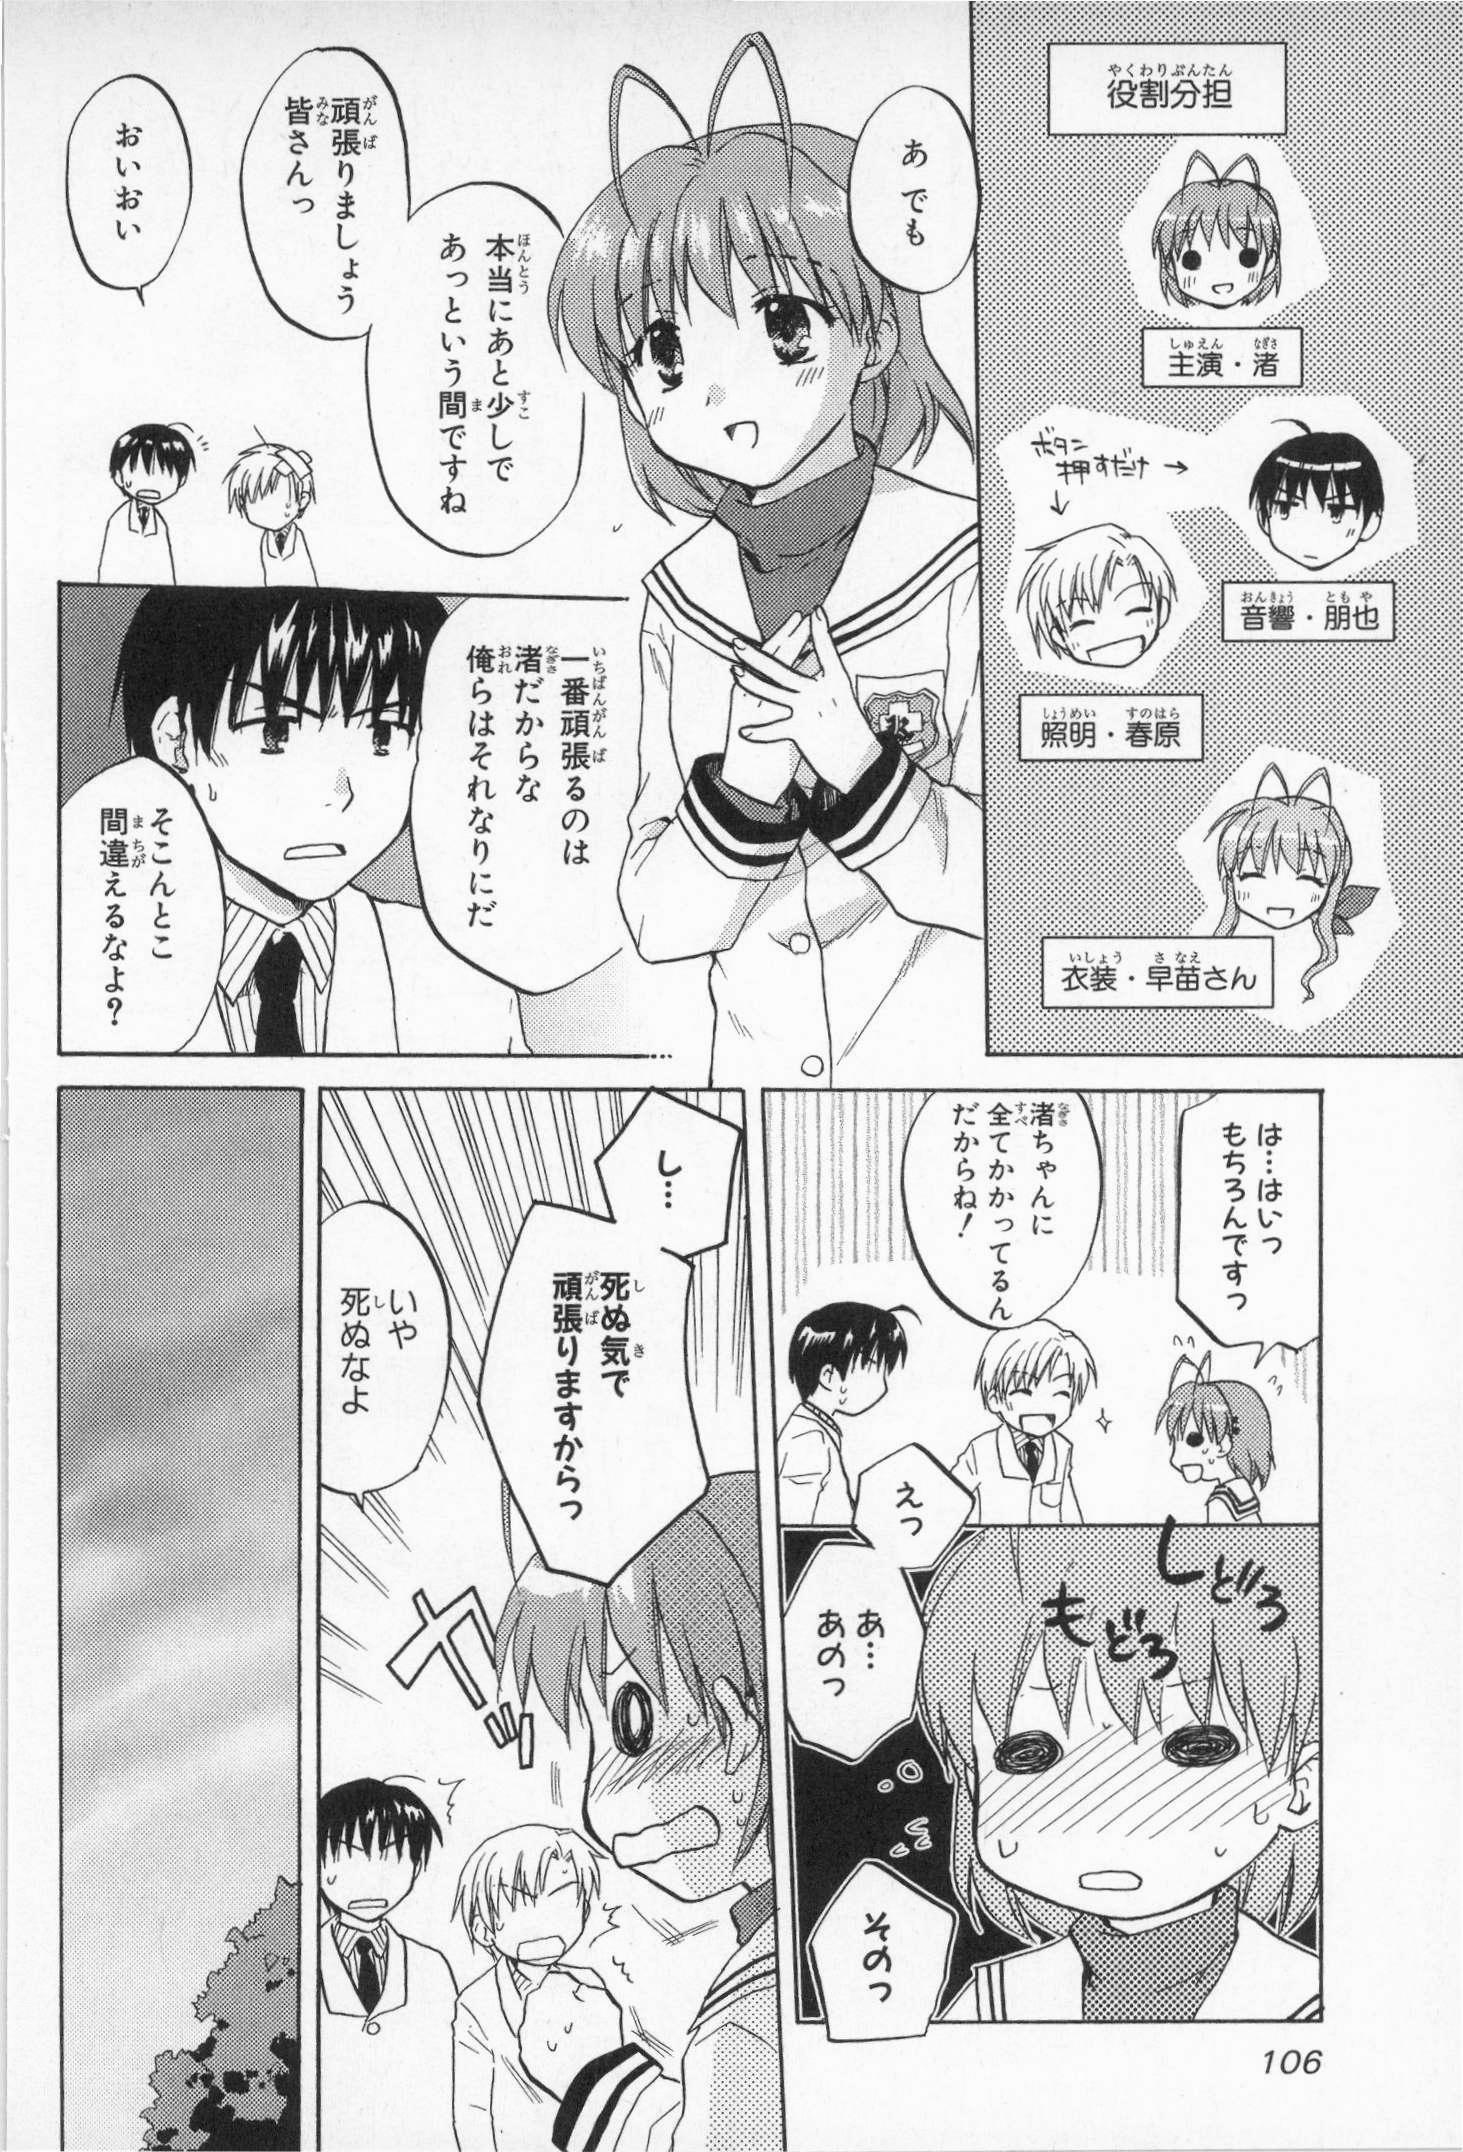 役割分担
主演・渚
ボタン
押すだけ→
↓
音響・朋也
照明・春原
衣装・早苗さん
あ でも
本当にあと少しで
あっという間ですね
頑張りましょう
皆さんっ
おいおい
一番頑張るのは
渚だからな
俺らはそれなりにだ
そこんとこ
間違えるなよ?
は…はいっ
もちろんですっ
渚ちゃんに
全てかかってるん
だからね!
しどろ
もどろ
えっ
あ…
あのっ
そのっ
し…
死ぬ気で
頑張りますからっ
ガッ
いや
死ぬなよ
106